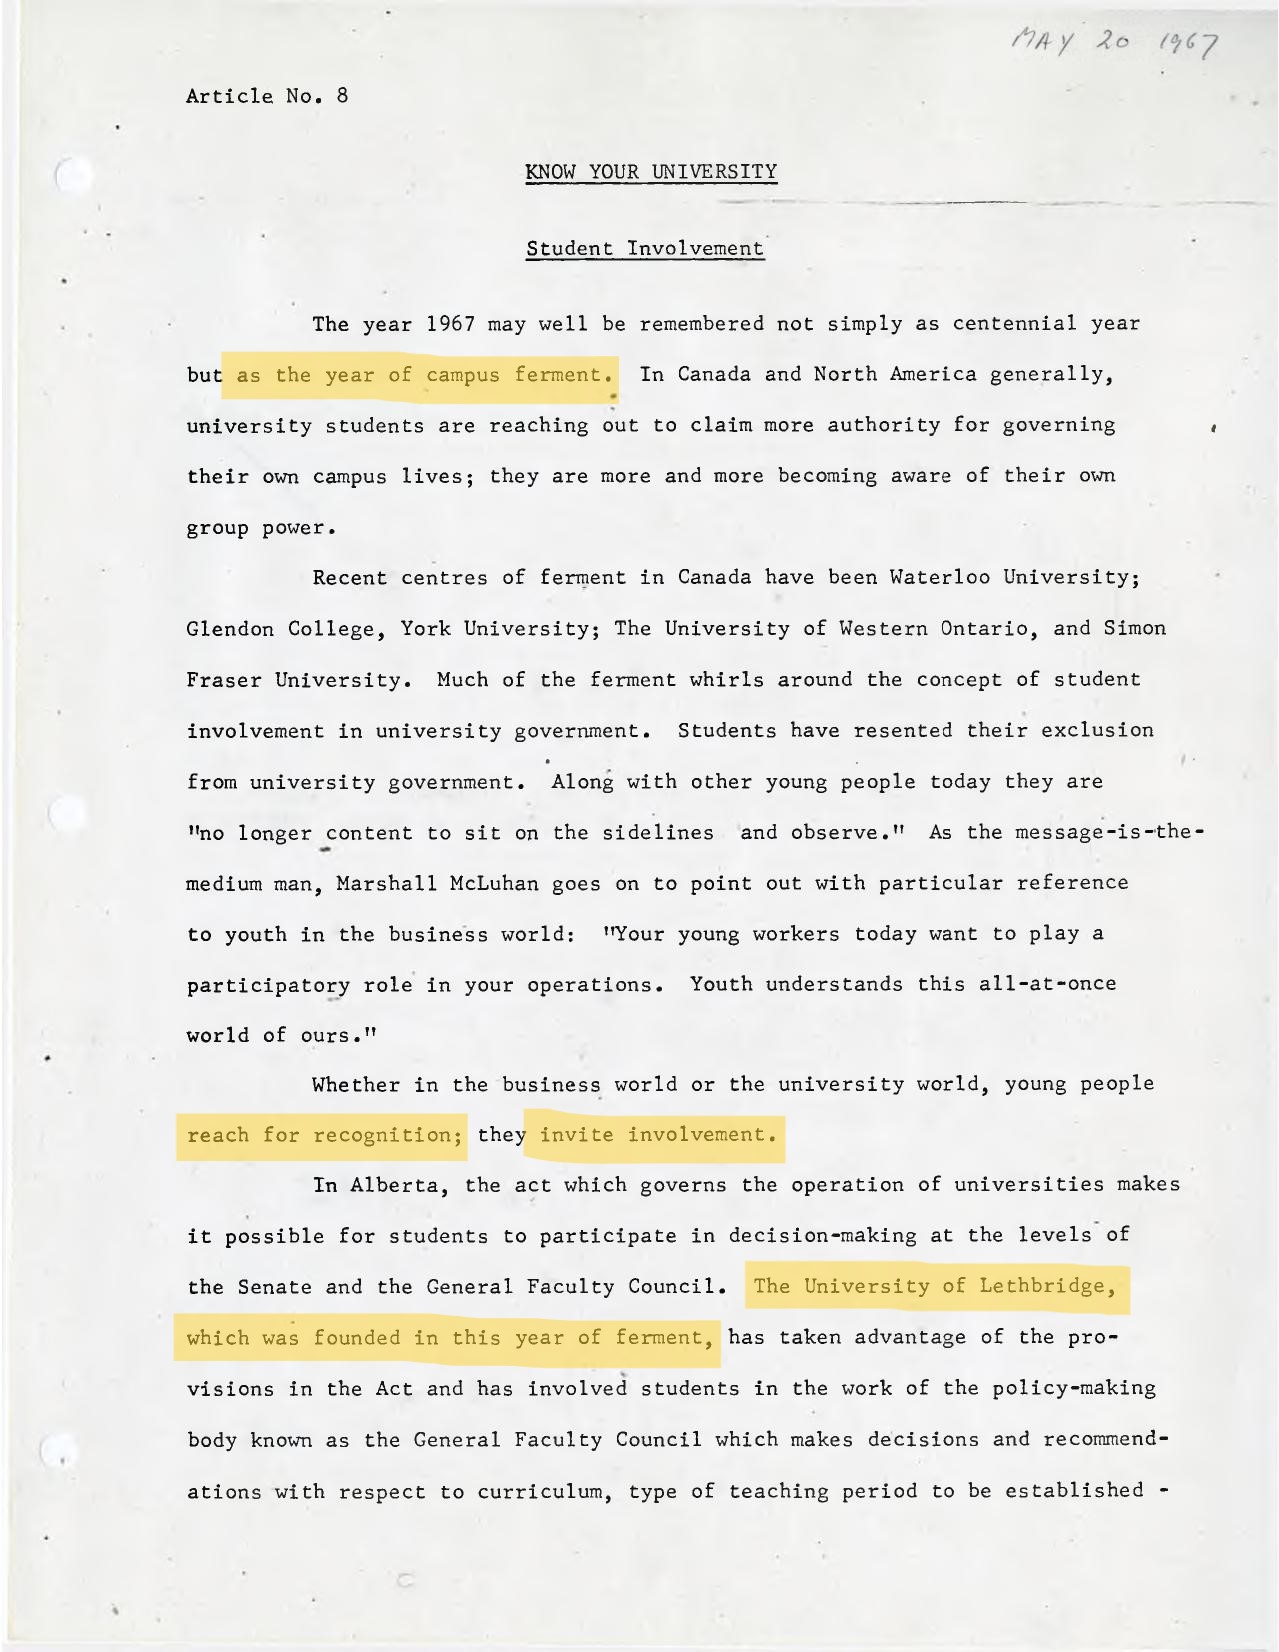 MAY 20 1967
Article No. 8
KNOW YOUR UNIVERSITY
Student Involvement
The year 1967 may well be remembered not simply as centennial year
but as the year of campus ferment. In Canada and North America generally,
university students are reaching out to claim more authority for governing
their own campus lives; they are more and more becoming aware of their own
group power.
Recent centres of ferment in Canada have been Waterloo University;
Glendon College, York University; The University of Western Ontario, and Simon
Fraser University. Much of the ferment whirls around the concept of student
involvement in university government. Students have resented their exclusion
from university government. Along with other young people today they are
"no longer content to sit on the sidelines and observe." As the message-is-the-
medium man, Marshall McLuhan goes on to point out with particular reference
to youth in the business world: "Your young workers today want to play a
participatory role in your operations. Youth understands this all-at-once
world of ours."
Whether in the business world or the university world, young people
reach for recognition; they invite involvement.
In Alberta, the act which governs the operation of universities makes
it possible for students to participate in decision-making at the levels of
the Senate and the General Faculty Council. The University of Lethbridge,
which was founded in this year of ferment, has taken advantage of the pro-
visions in the Act and has involved students in the work of the policy-making
body known as the General Faculty Council which makes decisions and recommend-
ations with respect to curriculum, type of teaching period to be established -